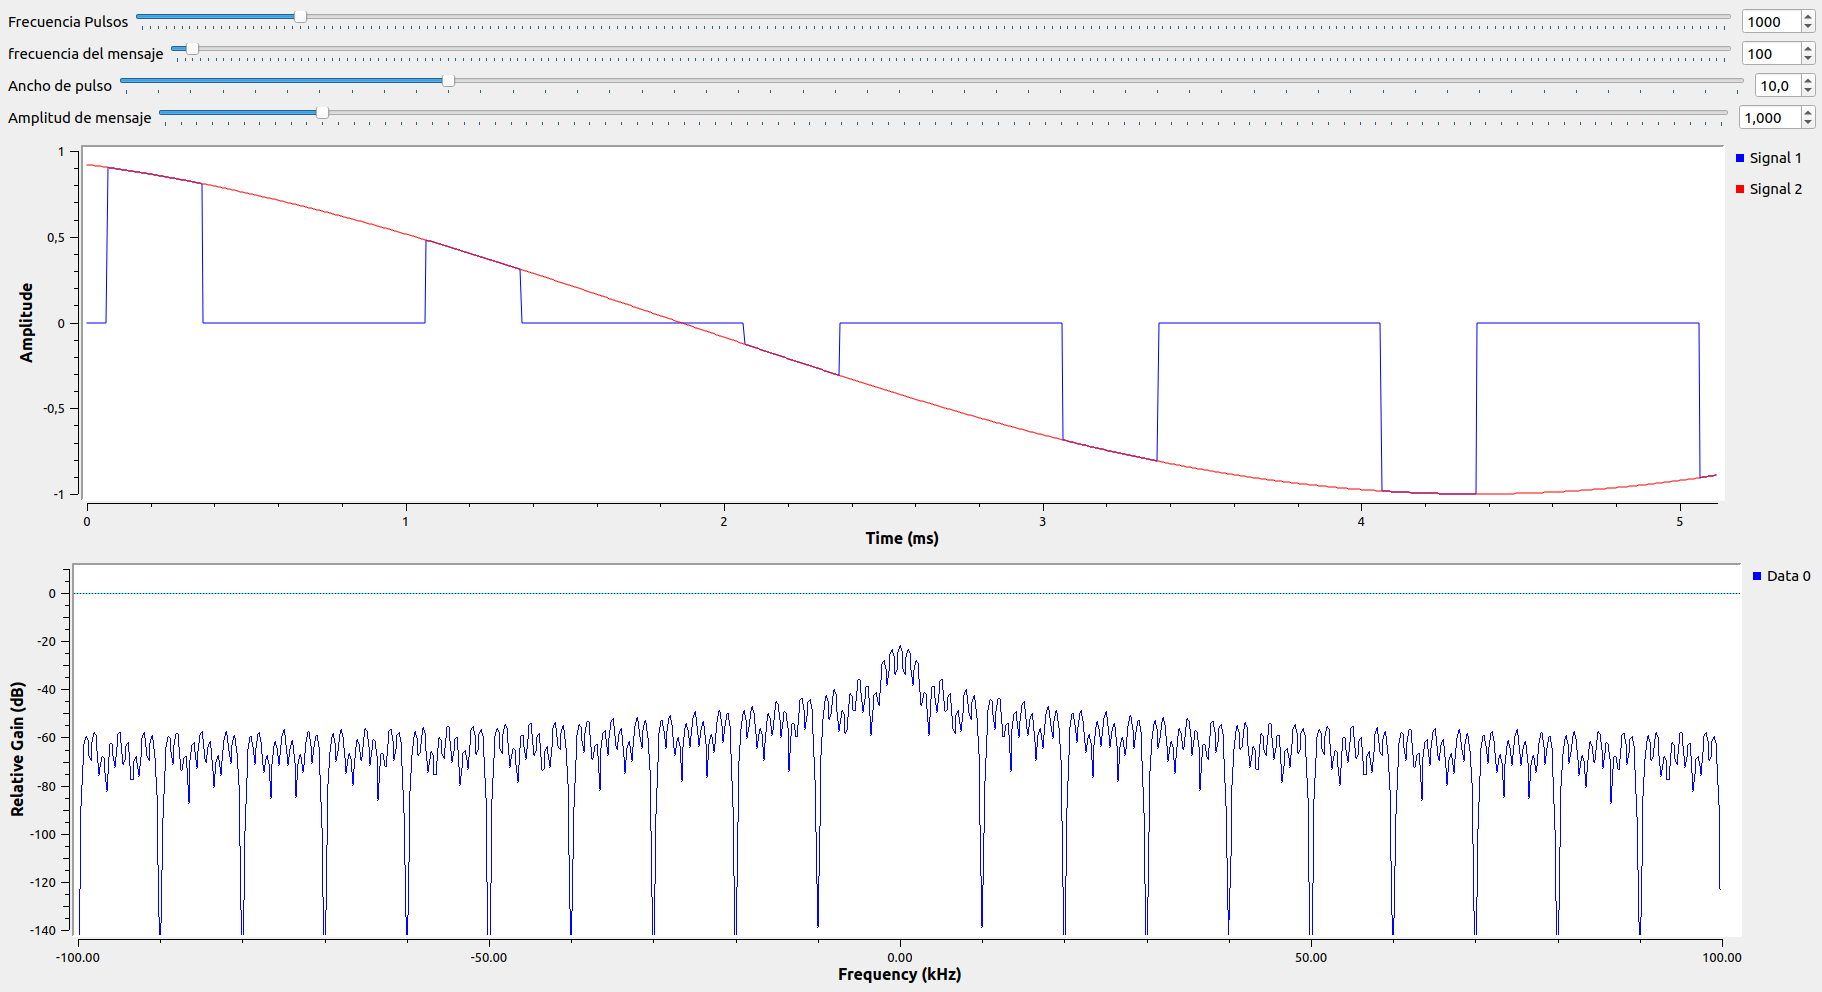 Frecuencia Pulsos 1000
frecuencia del mensaje 100
Ancho de pulso 10,0
Amplitud de mensaje 1,000
Signal 1
Signal 2
Amplitude
1
0,5
0
-0,5
-1
0 1 2 3 4 5
Time (ms)
Data 0
Relative Gain (dB)
0
-20
-40
-60
-80
-100
-120
-140
-100.00 -50.00 0.00 50.00 100.00
Frequency (kHz)